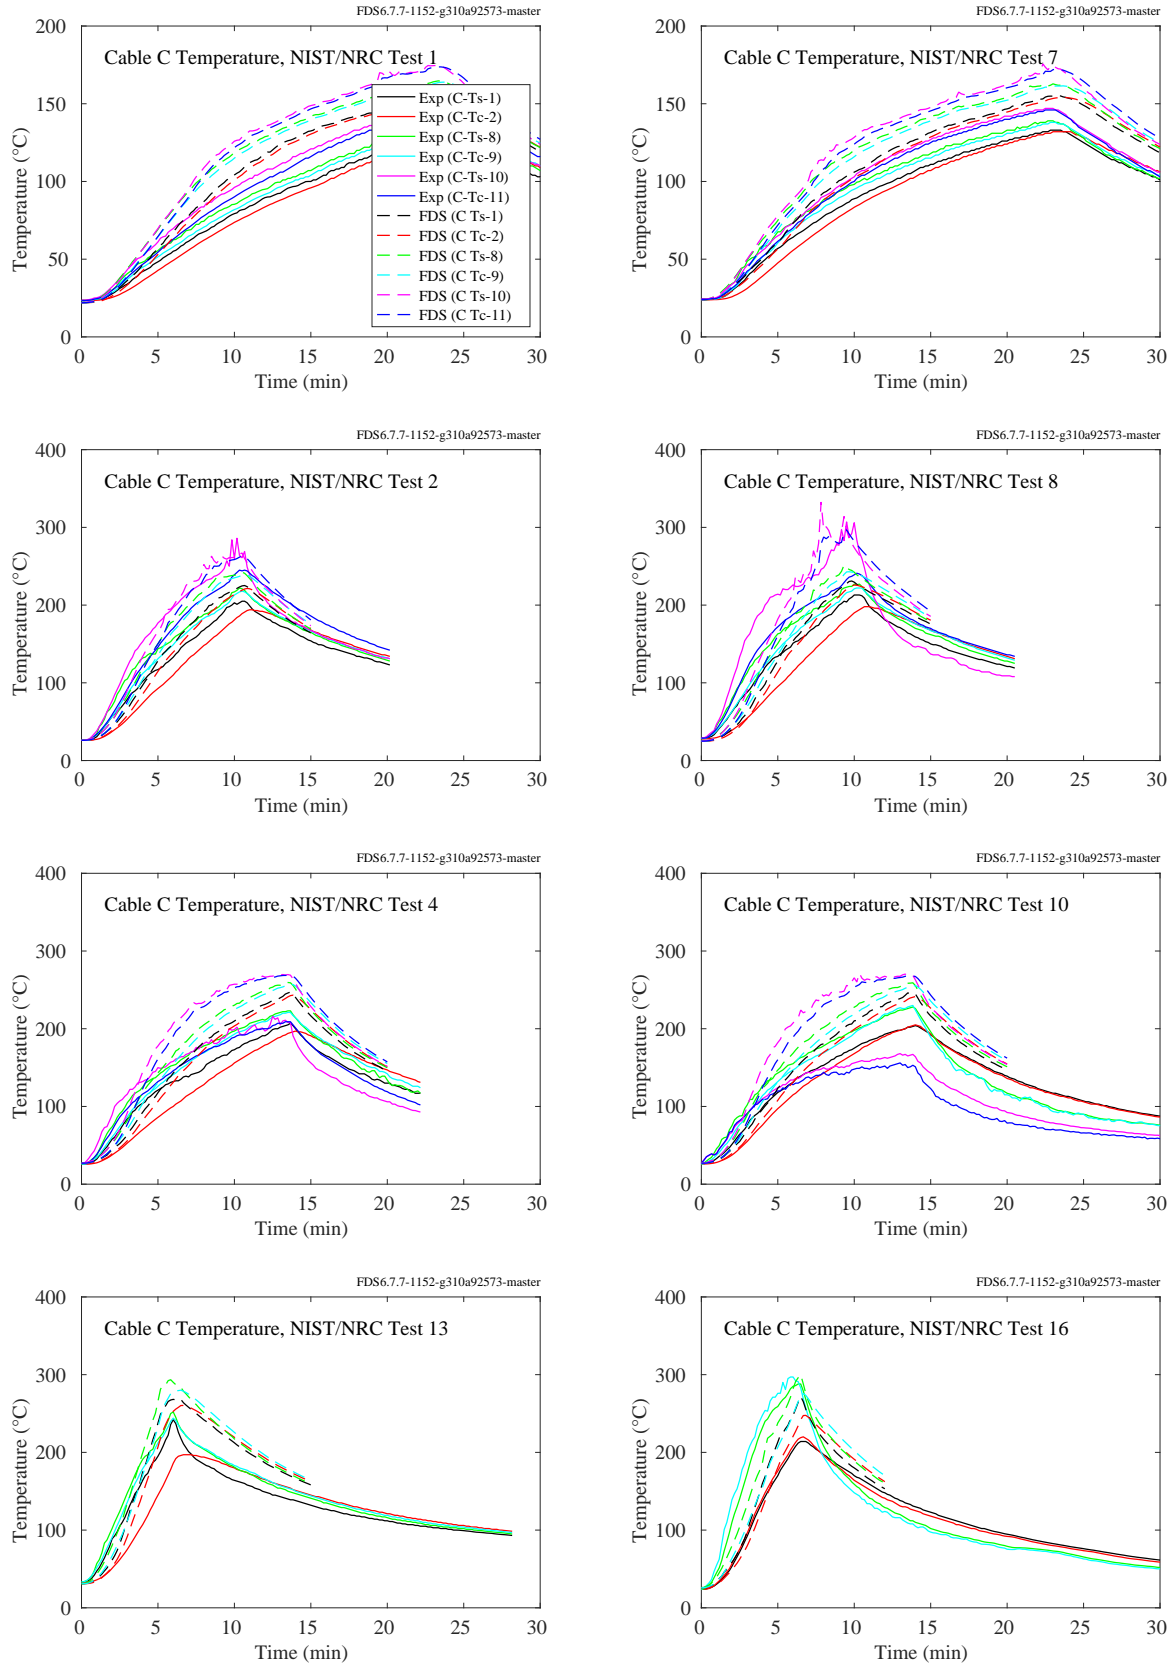 FDS6.7.7-1152-g310a92573-master
Cable C Temperature, NIST/NRC Test 1
Temperature (°C)
200
150
100
50
0
Exp (C-Ts-1)
Exp (C-Tc-2)
Exp (C-Ts-8)
Exp (C-Tc-9)
Exp (C-Ts-10)
Exp (C-Tc-11)
FDS (C Ts-1)
FDS (C Tc-2)
FDS (C Ts-8)
FDS (C Tc-9)
FDS (C Ts-10)
FDS (C Tc-11)
0 5 10 15 20 25 30
Time (min)
FDS6.7.7-1152-g310a92573-master
Cable C Temperature, NIST/NRC Test 7
Temperature (°C)
200
150
100
50
0
0 5 10 15 20 25 30
Time (min)
FDS6.7.7-1152-g310a92573-master
Cable C Temperature, NIST/NRC Test 2
Temperature (°C)
400
300
200
100
0
0 5 10 15 20 25 30
Time (min)
FDS6.7.7-1152-g310a92573-master
Cable C Temperature, NIST/NRC Test 8
Temperature (°C)
400
300
200
100
0
0 5 10 15 20 25 30
Time (min)
FDS6.7.7-1152-g310a92573-master
Cable C Temperature, NIST/NRC Test 4
Temperature (°C)
400
300
200
100
0
0 5 10 15 20 25 30
Time (min)
FDS6.7.7-1152-g310a92573-master
Cable C Temperature, NIST/NRC Test 10
Temperature (°C)
400
300
200
100
0
0 5 10 15 20 25 30
Time (min)
FDS6.7.7-1152-g310a92573-master
Cable C Temperature, NIST/NRC Test 13
Temperature (°C)
400
300
200
100
0
0 5 10 15 20 25 30
Time (min)
FDS6.7.7-1152-g310a92573-master
Cable C Temperature, NIST/NRC Test 16
Temperature (°C)
400
300
200
100
0
0 5 10 15 20 25 30
Time (min)